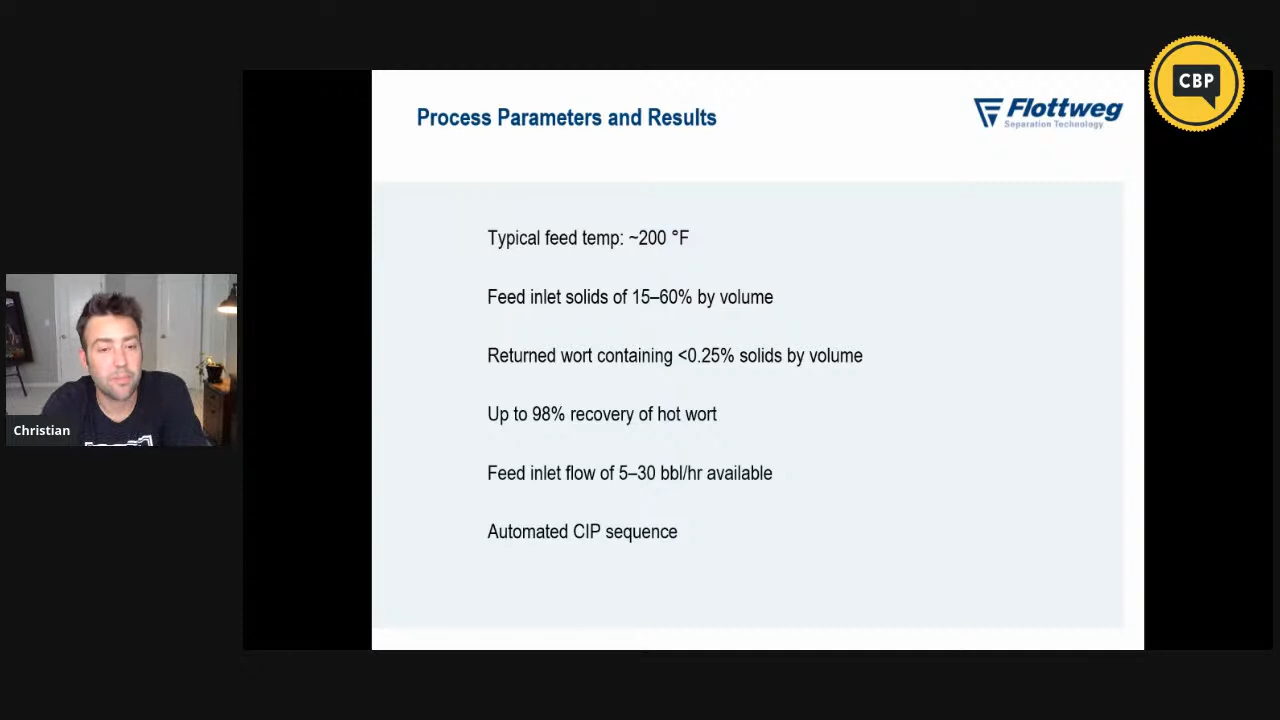 CBP
Process Parameters and Results
Flottweg
Separation Technology
Typical feed temp: ~200 °F
Feed inlet solids of 15–60% by volume
Returned wort containing <0.25% solids by volume
Up to 98% recovery of hot wort
Feed inlet flow of 5–30 bbl/hr available
Automated CIP sequence
Christian